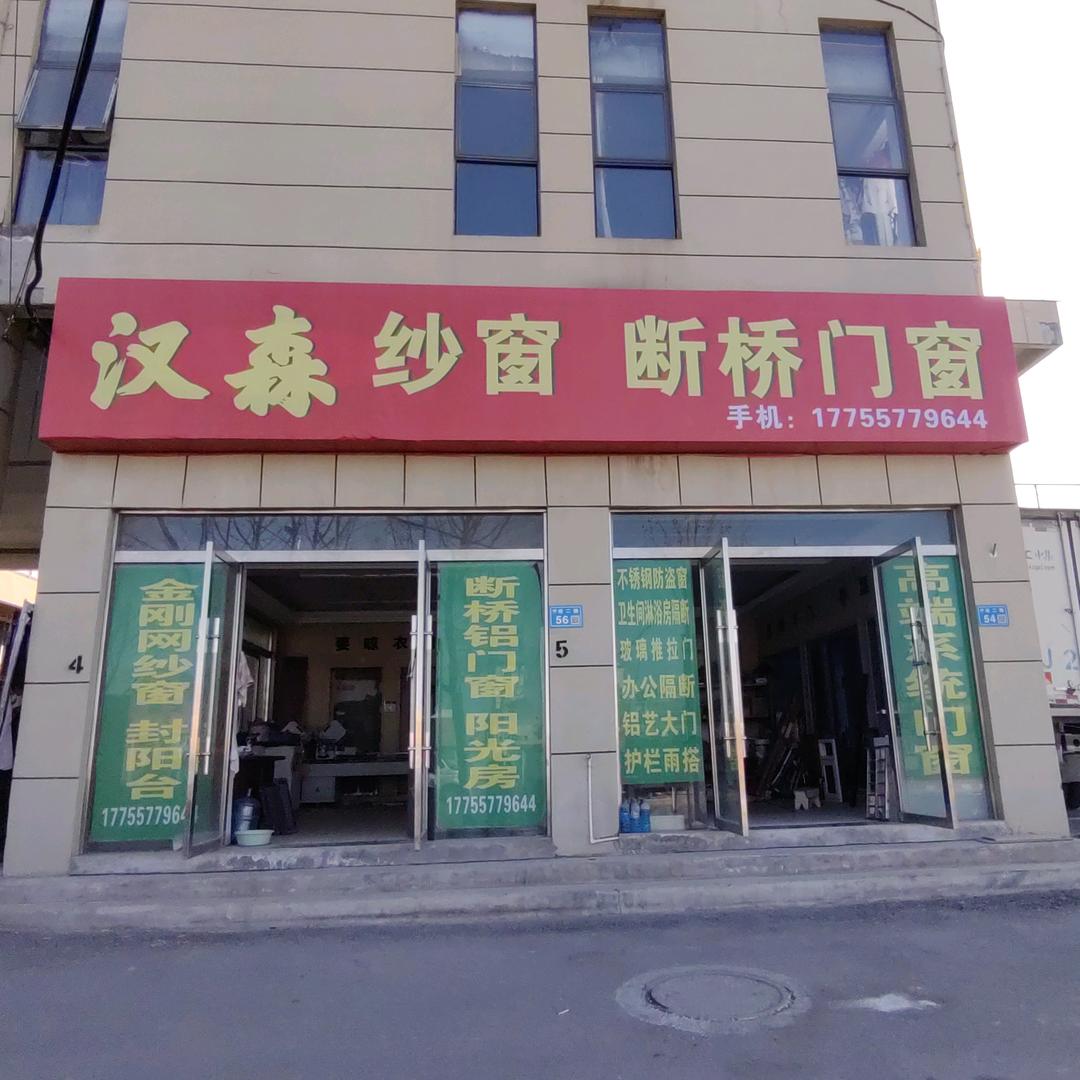 汉森 纱窗 断桥门窗
手机：17755779644
金刚网纱窗 封阳台
17755779644
断桥铝门窗 阳光房
17755779644
不锈钢防盗窗
卫生间淋浴房隔断
玻璃推拉门
办公隔断
铝艺大门
护栏雨搭
高端系统门窗
4
56
5
54
晾衣